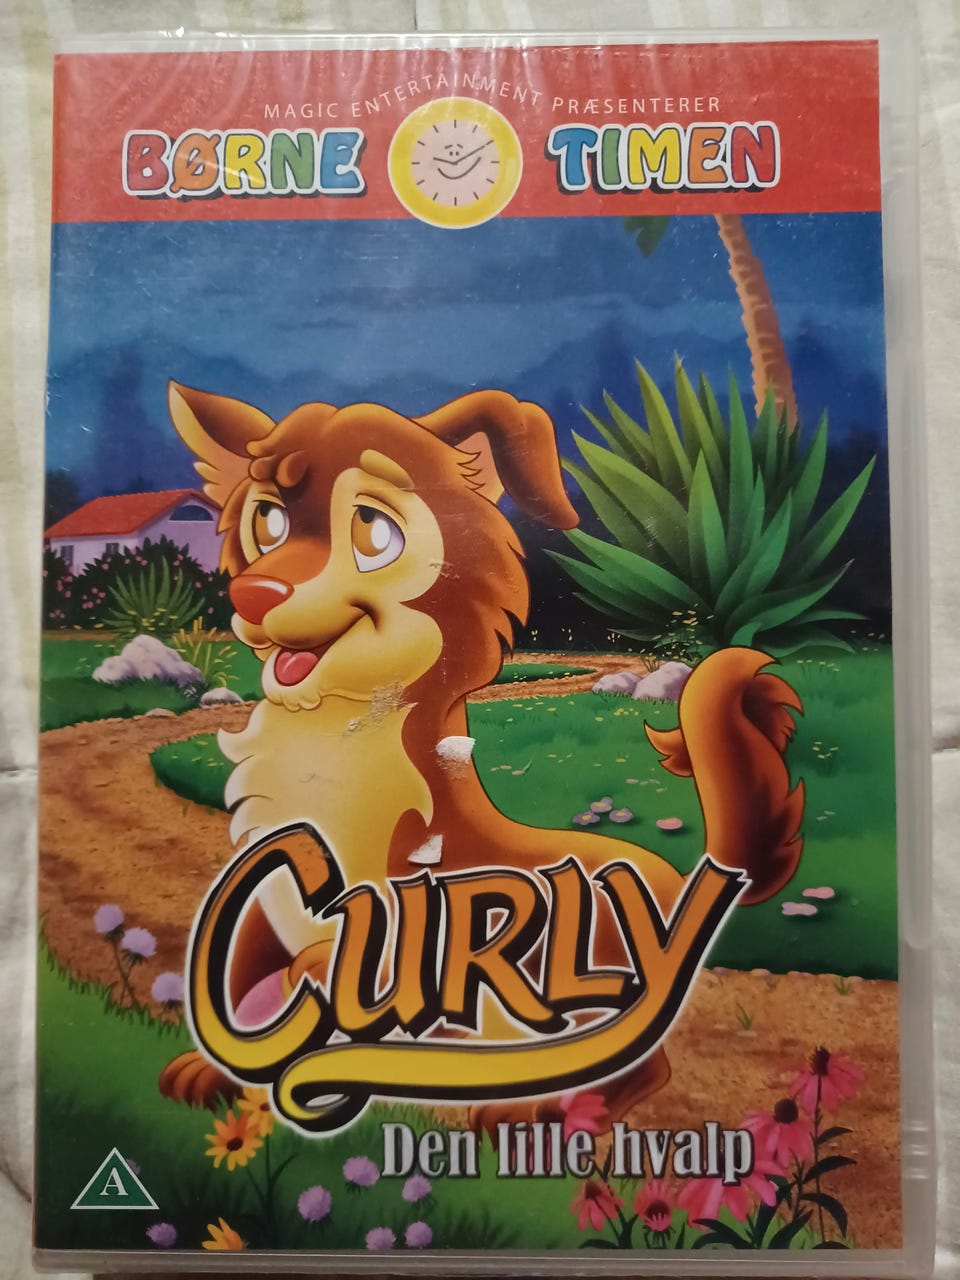 MAGIC ENTERTAINMENT PRÆSENTERER
BØRNE TIMEN
CURLY
Den lille hvalp
A